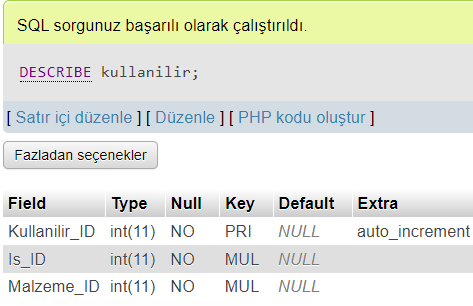 SQL sorgunuz başarılı olarak çalıştırıldı.
DESCRIBE kullanilir;
[ Satır içi düzenle ] [ Düzenle ] [ PHP kodu oluştur ]
Fazladan seçenekler
Field Type Null Key Default Extra
Kullanilir_ID int(11) NO PRI NULL auto_increment
Is_ID int(11) NO MUL NULL
Malzeme_ID int(11) NO MUL NULL